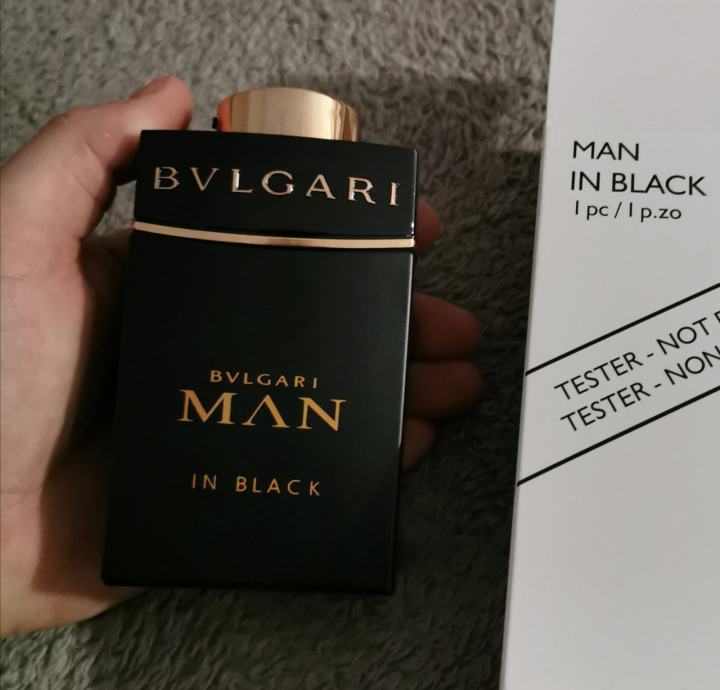 BVLGARI
BVLGARI
MAN
IN BLACK
MAN
IN BLACK
1 pc / 1 p.zo
TESTER - NOT
TESTER - NON